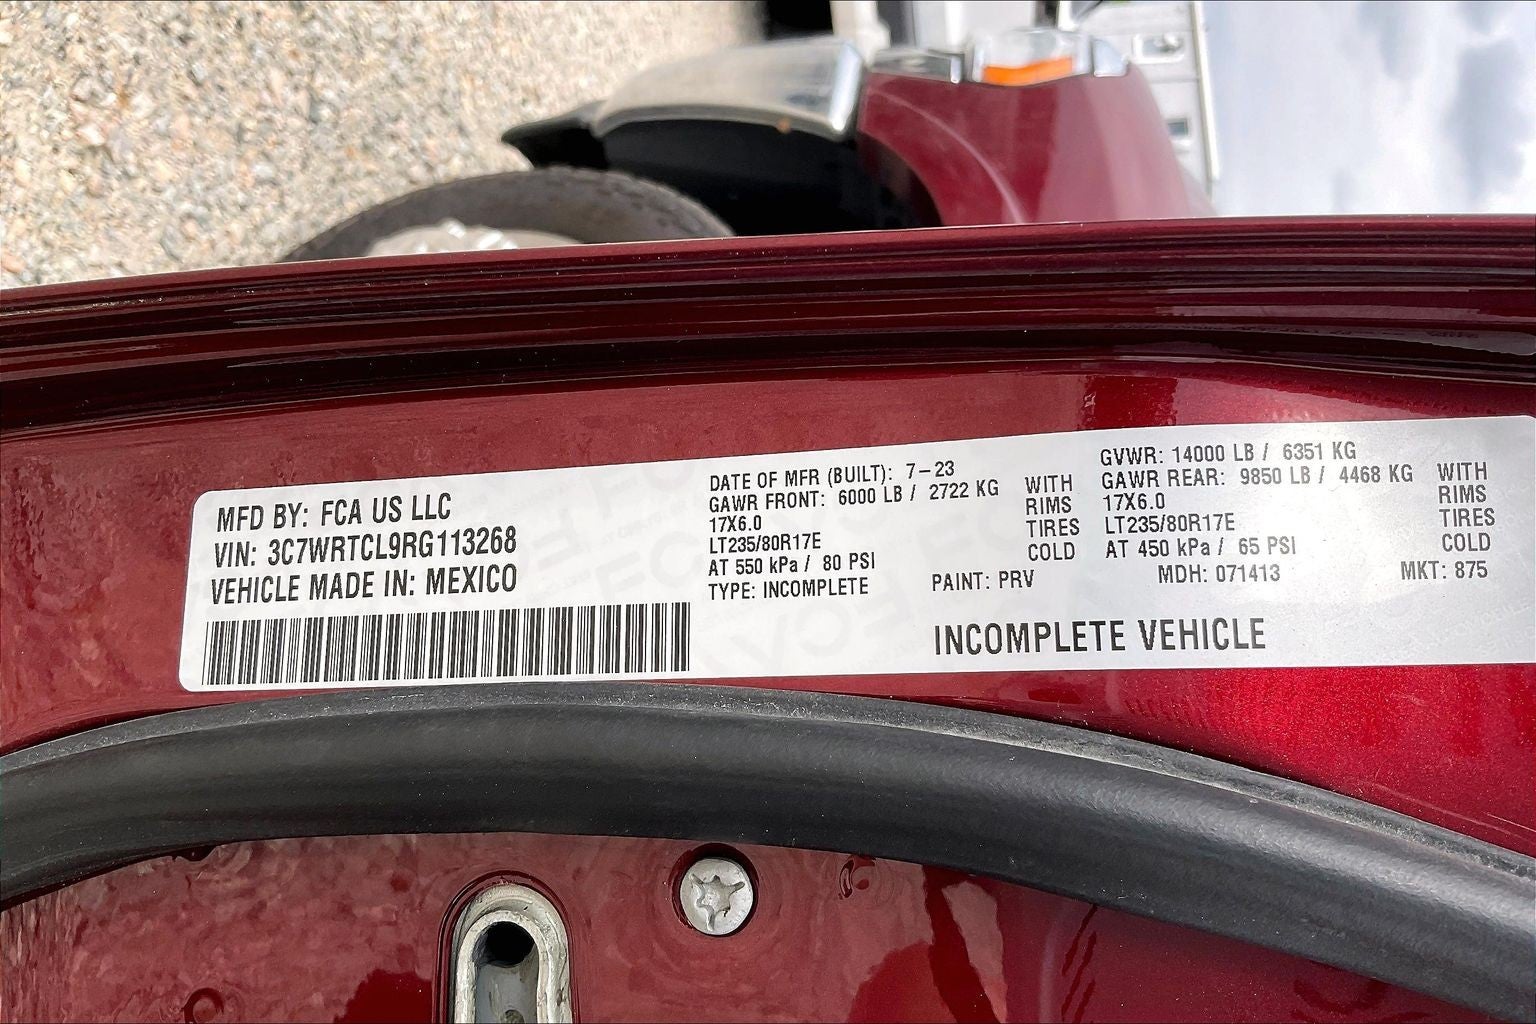 MFD BY: FCA US LLC
VIN: 3C7WRTCL9RG113268
VEHICLE MADE IN: MEXICO
DATE OF MFR (BUILT): 7-23
GAWR FRONT: 6000 LB / 2722 KG
17X6.0
LT235/80R17E
AT 550 kPa / 80 PSI
TYPE: INCOMPLETE
WITH
RIMS
TIRES
COLD
PAINT: PRV
GVWR: 14000 LB / 6351 KG
GAWR REAR: 9850 LB / 4468 KG
17X6.0
LT235/80R17E
AT 450 kPa / 65 PSI
WITH
RIMS
TIRES
COLD
MDH: 071413
MKT: 875
INCOMPLETE VEHICLE